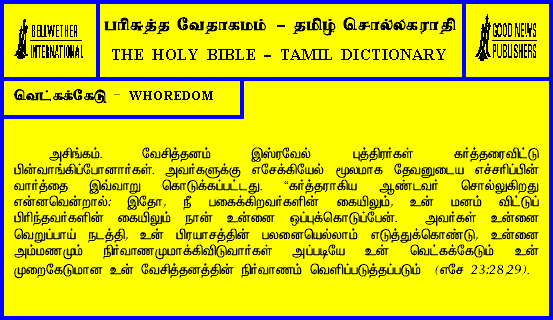 BELLWETHER
INTERNATIONAL
பரிசுத்த வேதாகமம் – தமிழ் சொல்லகராதி
THE HOLY BIBLE – TAMIL DICTIONARY
GOOD NEWS
PUBLISHERS
வெட்கக்கேடு – WHOREDOM
அசிங்கம். வேசித்தனம் இஸ்ரவேல் புத்திரர்கள் கர்த்தரைவிட்டு
பின்வாங்கிப்போனார்கள். அவர்களுக்கு எசேக்கியேல் மூலமாக தேவனுடைய எச்சரிப்பின்
வார்த்தை இவ்வாறு கொடுக்கப்பட்டது. “கர்த்தராகிய ஆண்டவர் சொல்லுகிறது
என்னவென்றால்: இதோ, நீ பகைக்கிறவர்களின் கையிலும், உன் மனம் விட்டுப்
பிரிந்தவர்களின் கையிலும் நான் உன்னை ஒப்புக்கொடுப்பேன். அவர்கள் உன்னை
வெறுப்பாய் நடத்தி, உன் பிரயாசத்தின் பலனையெல்லாம் எடுத்துக்கொண்டு, உன்னை
அம்மணமும் நிர்வாணமுமாக்கிவிடுவார்கள் அப்படியே உன் வெட்கக்கேடும் உன்
முறைகேடுமான உன் வேசித்தனத்தின் நிர்வாணம் வெளிப்படுத்தப்படும் (எசே 23:28,29).